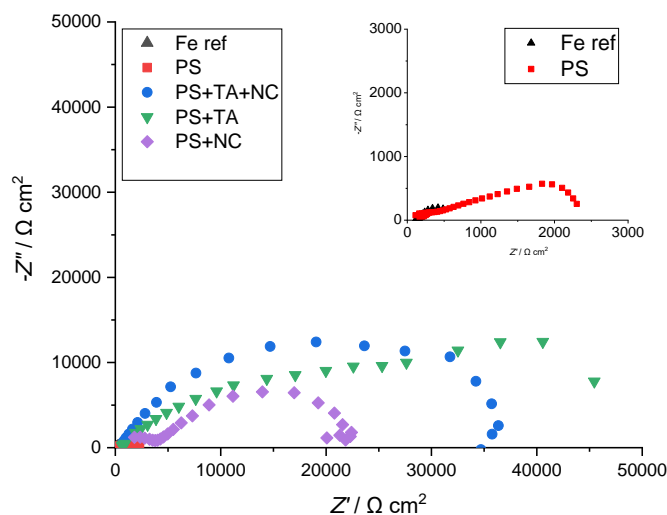 50000
40000
30000
20000
10000
0
-Z″ / Ω cm²
Fe ref
PS
PS+TA+NC
PS+TA
PS+NC
0
10000
20000
30000
40000
50000
Z′ / Ω cm²
3000
2000
1000
0
-Z″ / Ω cm²
Fe ref
PS
0
1000
2000
3000
Z′ / Ω cm²